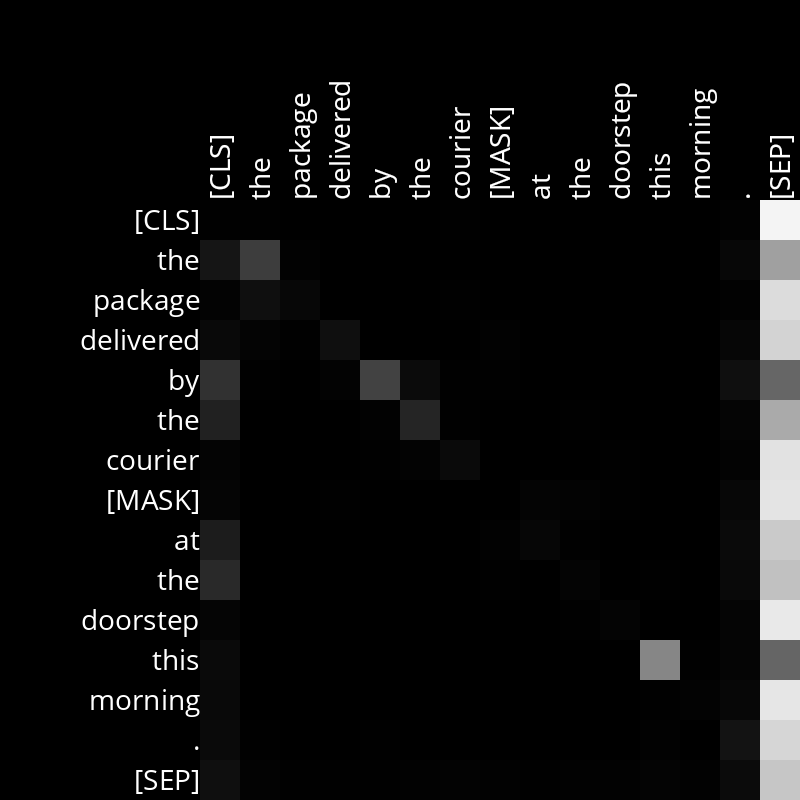 [CLS] the package delivered by the courier [MASK] at the doorstep this morning . [SEP]
[CLS]
the
package
delivered
by
the
courier
[MASK]
at
the
doorstep
this
morning
.
[SEP]